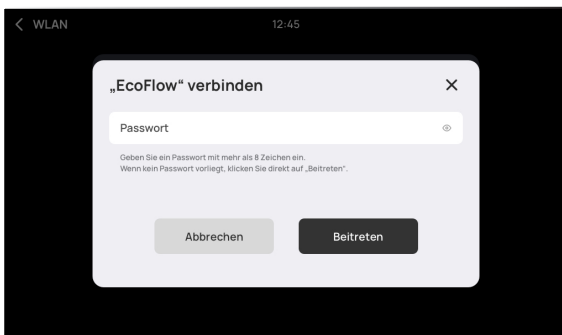 WLAN
12:45
„EcoFlow“ verbinden
Passwort
Geben Sie ein Passwort mit mehr als 8 Zeichen ein.
Wenn kein Passwort vorliegt, klicken Sie direkt auf „Beitreten“.
Abbrechen
Beitreten